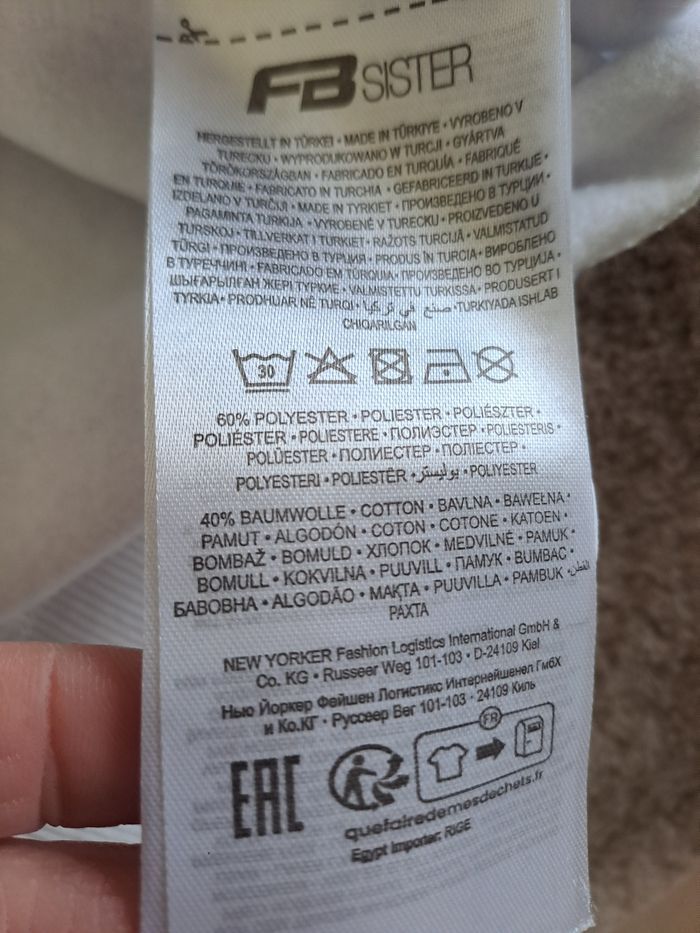 FB SISTER
HERGESTELLT IN TÜRKEI • MADE IN TÜRKIYE • VYROBENO V
TURECKU • WYPRODUKOWANO W TURCJI • GYÁRTVA
TÖRÖKORSZÁGBAN • FABRICADO EN TURQUÍA • FABRIQUÉ
EN TURQUIE • FABRICATO IN TURCHIA • GEFABRICEERD IN TURKIJE •
IZDELANO V TURČIJI • MADE IN TYRKIET • ПРОИЗВЕДЕНО В ТУРЦИИ •
PAGAMINTA TURKIJA • VYROBENÉ V TURECKU • PROIZVEDENO U
TURSKOJ • TILLVERKAT I TURKIET • RAŽOTS TURCIJĀ • VALMISTATUD
TÜRGI • ПРОИЗВЕДЕНО В ТУРЦИЯ • PRODUS ÎN TURCIA • ВИРОБЛЕНО
В ТУРЕЧЧИНІ • FABRICADO EM TÚRQUIA • ПРОИЗВЕДЕНО ВО ТУРЦИЈА •
ШЫҒАРЫЛҒАН ЖЕРІ ТҮРКИЕ • VALMISTETTU TURKISSA • PRODUSERT I
TYRKIA • PRODHUAR NË TURQI • صنع في تركيا • TURKIYADA ISHLAB
CHIQARILGAN
30
60% POLYESTER • POLIESTER • POLIÉSZTER •
POLIÉSTER • POLIESTERE • ПОЛИЭСТЕР • POLIESTERIS •
POLÜESTER • ПОЛИЕСТЕР • ПОЛІЕСТЕР •
POLYESTERI • POLIESTËR • بوليستر • POLIYESTER
40% BAUMWOLLE • COTTON • BAVLNA • BAWEŁNA •
PAMUT • ALGODÓN • COTON • COTONE • KATOEN •
BOMBAŽ • BOMULD • ХЛОПОК • MEDVILNĖ • PAMUK •
BOMULL • KOKVILNA • PUUVILL • ПАМУК • BUMBAC •
БАВОВНА • ALGODÃO • МАҚТА • PUUVILLA • PAMBUK • القطن •
PAXTA
NEW YORKER Fashion Logistics International GmbH &
Co. KG • Russeer Weg 101-103 • D-24109 Kiel
Нью Йоркер Фейшен Логистикс Интернейшенел ГмбХ
и Ко.КГ • Руссеер Вег 101-103 • 24109 Киль
EAC
FR
quefairedemesdechets.fr
Egypt Importer: RIGE